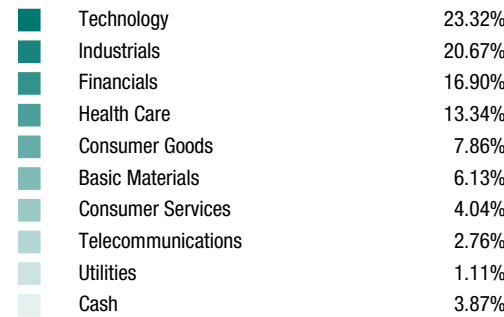 Technology 23.32%
Industrials 20.67%
Financials 16.90%
Health Care 13.34%
Consumer Goods 7.86%
Basic Materials 6.13%
Consumer Services 4.04%
Telecommunications 2.76%
Utilities 1.11%
Cash 3.87%